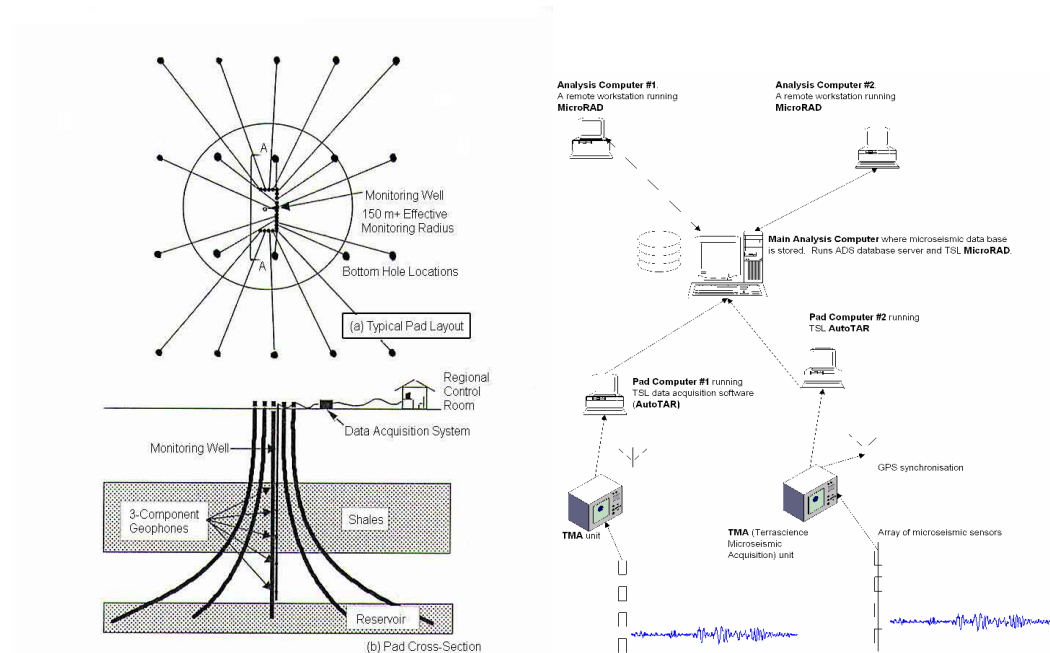 A
Monitoring Well
150 m+ Effective
Monitoring Radius
A
Bottom Hole Locations
(a) Typical Pad Layout
Regional
Control
Room
Data Acquisition System
Monitoring Well
3-Component
Geophones
Shales
Reservoir
(b) Pad Cross-Section
Analysis Computer #1.
A remote workstation running
MicroRAD
Analysis Computer #2.
A remote workstation running
MicroRAD
Main Analysis Computer where microseismic data base
is stored. Runs ADS database server and TSL MicroRAD.
Pad Computer #2 running
TSL AutoTAR
Pad Computer #1 running
TSL data acquisition software
(AutoTAR)
GPS synchronisation
TMA unit
TMA (Terrascience
Microseismic
Acquisition) unit
Array of microseismic sensors